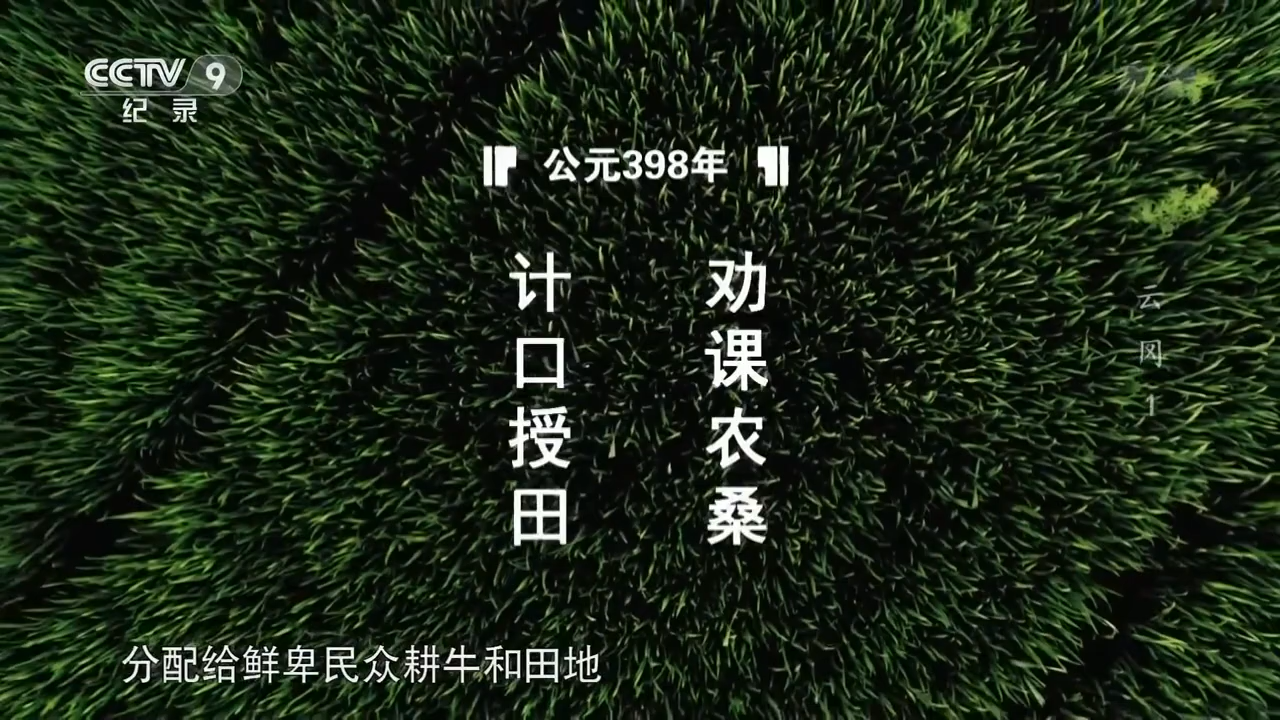 CCTV 9
纪录
公元398年
劝课农桑
计口授田
云冈1
分配给鲜卑民众耕牛和田地